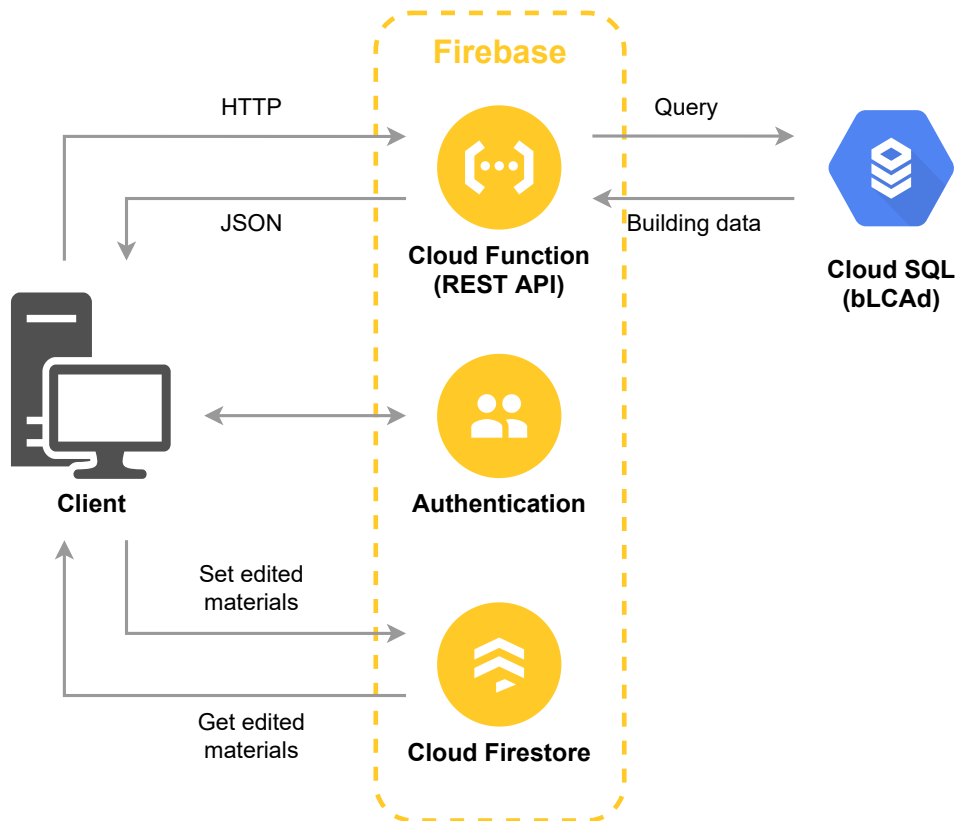 Firebase
HTTP
Query
JSON
Building data
Cloud Function
(REST API)
Cloud SQL
(bLCAd)
Client
Authentication
Set edited
materials
Get edited
materials
Cloud Firestore